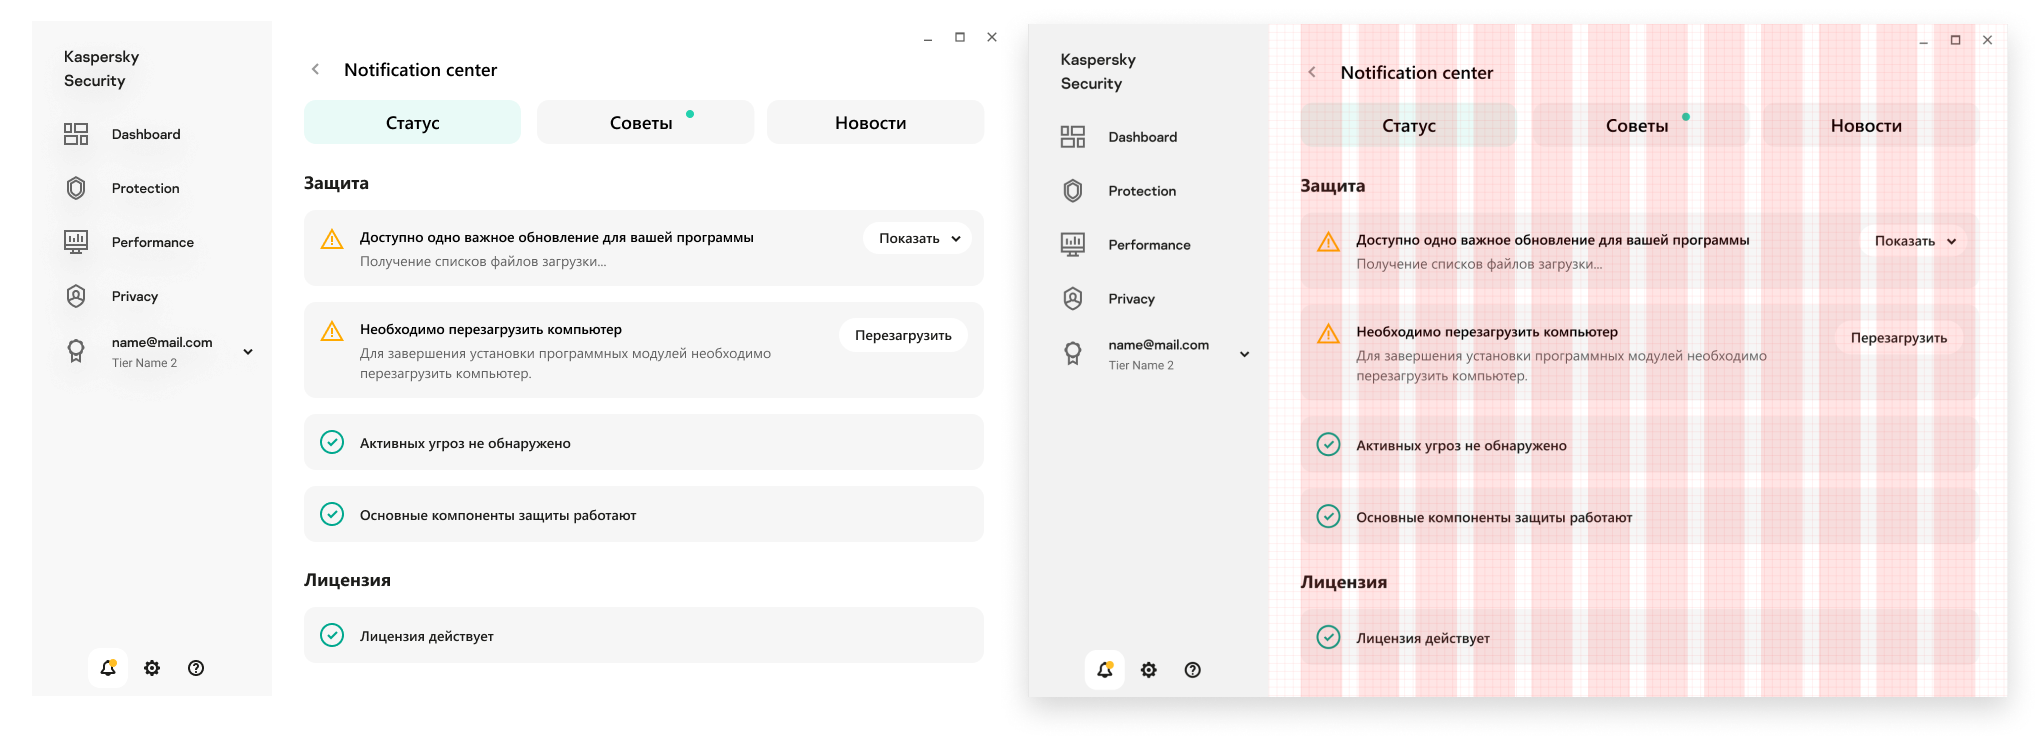 Kaspersky
Security
Dashboard
Protection
Performance
Privacy
name@mail.com
Tier Name 2
Notification center
Статус
Советы
Новости
Защита
Доступно одно важное обновление для вашей программы
Получение списков файлов загрузки...
Показать
Необходимо перезагрузить компьютер
Для завершения установки программных модулей необходимо
перезагрузить компьютер.
Перезагрузить
Активных угроз не обнаружено
Основные компоненты защиты работают
Лицензия
Лицензия действует
Kaspersky
Security
Dashboard
Protection
Performance
Privacy
name@mail.com
Tier Name 2
Notification center
Статус
Советы
Новости
Защита
Доступно одно важное обновление для вашей программы
Получение списков файлов загрузки...
Показать
Необходимо перезагрузить компьютер
Для завершения установки программных модулей необходимо
перезагрузить компьютер.
Перезагрузить
Активных угроз не обнаружено
Основные компоненты защиты работают
Лицензия
Лицензия действует